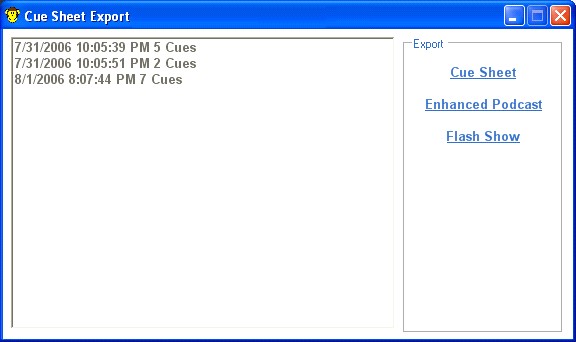 Cue Sheet Export
7/31/2006 10:05:39 PM 5 Cues
7/31/2006 10:05:51 PM 2 Cues
8/1/2006 8:07:44 PM 7 Cues
Export
Cue Sheet
Enhanced Podcast
Flash Show